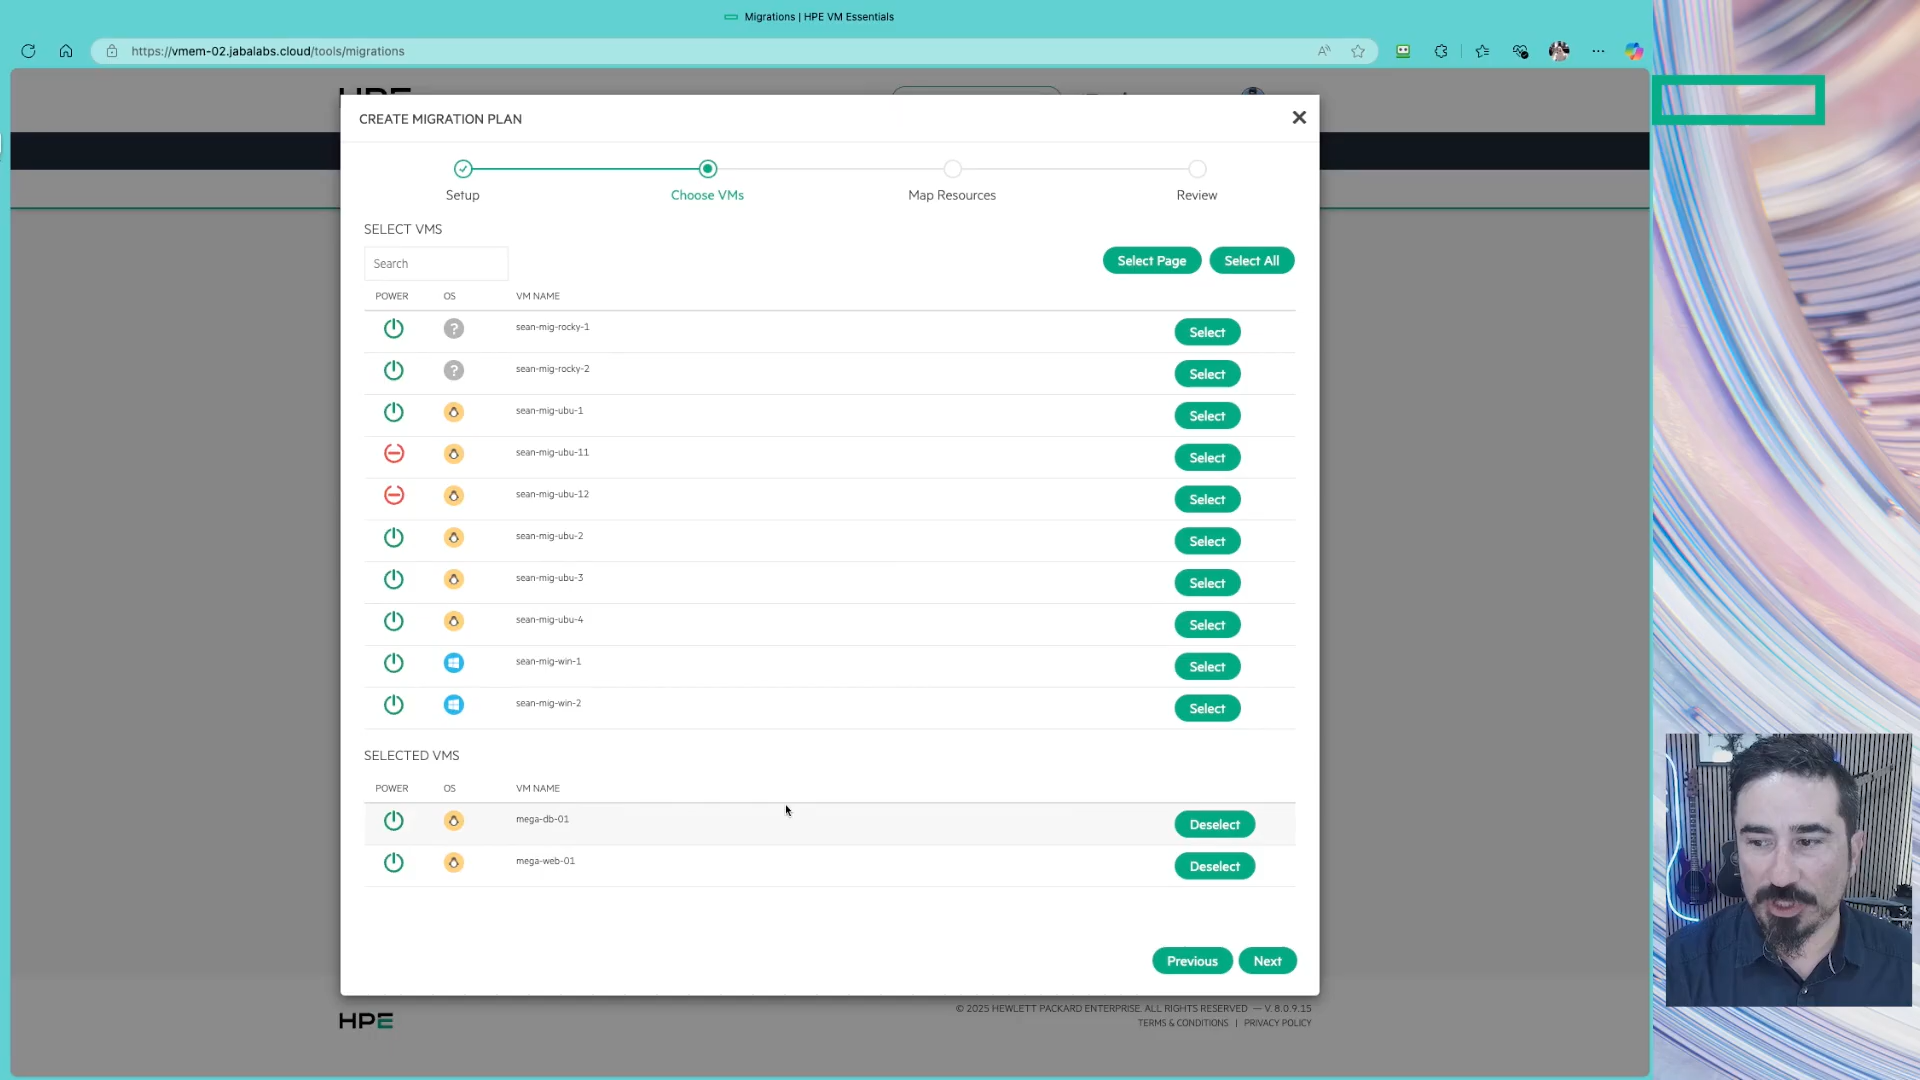 Migrations | HPE VM Essentials
https://vmem-02.jabalabs.cloud/tools/migrations
CREATE MIGRATION PLAN
Setup
Choose VMs
Map Resources
Review
SELECT VMS
Search
Select Page
Select All
POWER OS VM NAME
? sean-mig-rocky-1 Select
? sean-mig-rocky-2 Select
sean-mig-ubu-1 Select
sean-mig-ubu-11 Select
sean-mig-ubu-12 Select
sean-mig-ubu-2 Select
sean-mig-ubu-3 Select
sean-mig-ubu-4 Select
sean-mig-win-1 Select
sean-mig-win-2 Select
SELECTED VMS
POWER OS VM NAME
mega-db-01 Deselect
mega-web-01 Deselect
Previous
Next
HPE
© 2025 HEWLETT PACKARD ENTERPRISE. ALL RIGHTS RESERVED — V. 8.0.9.15
TERMS & CONDITIONS | PRIVACY POLICY